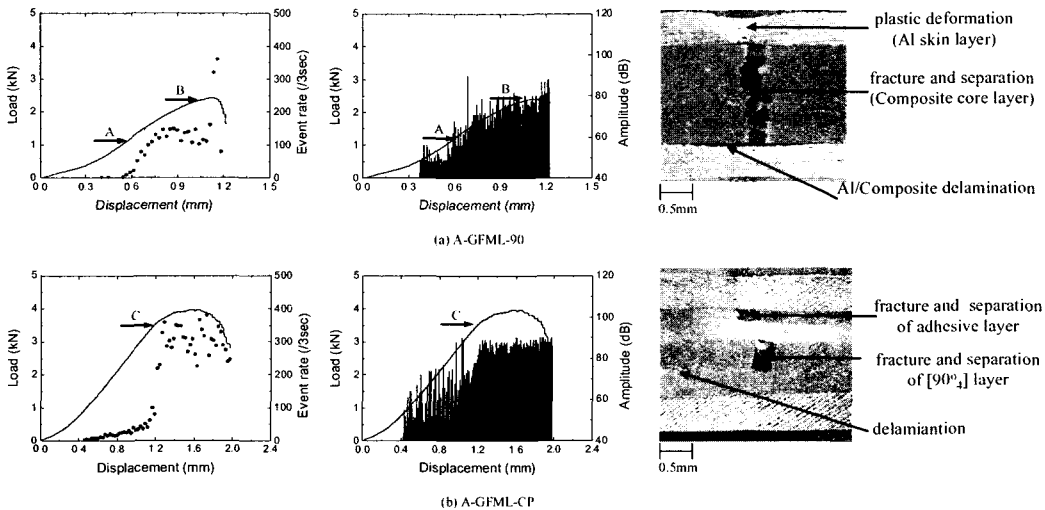 5
4
3
2
1
0
Load (kN)
B
A
500
400
300
200
100
0
Event rate (/3sec)
0.0 0.3 0.6 0.9 1.2 1.5
Displacement (mm)
5
4
3
2
1
0
Load (kN)
B
A
120
100
80
60
40
Amplitude (dB)
0.0 0.3 0.6 0.9 1.2 1.5
Displacement (mm)
plastic deformation
(Al skin layer)
fracture and separation
(Composite core layer)
Al/Composite delamination
0.5mm
(a) A-GFML-90
5
4
3
2
1
0
Load (kN)
C
500
400
300
200
100
0
Event rate (/3sec)
0.0 0.4 0.8 1.2 1.6 2.0 2.4
Displacement (mm)
5
4
3
2
1
0
Load (kN)
C
120
100
80
60
40
Amplitude (dB)
0.0 0.4 0.8 1.2 1.6 2.0 2.4
Displacement (mm)
fracture and separation
of adhesive layer
fracture and separation
of [90°₄] layer
delamiantion
0.5mm
(b) A-GFML-CP